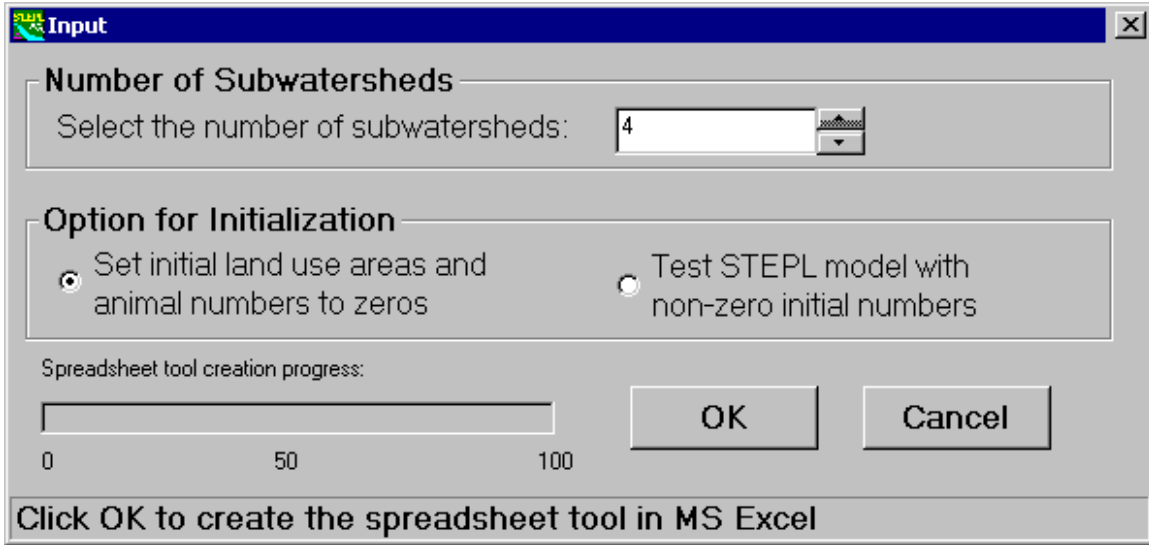 Input
Number of Subwatersheds
Select the number of subwatersheds:
4
Option for Initialization
Set initial land use areas and
animal numbers to zeros
Test STEPL model with
non-zero initial numbers
Spreadsheet tool creation progress:
0 50 100
OK
Cancel
Click OK to create the spreadsheet tool in MS Excel